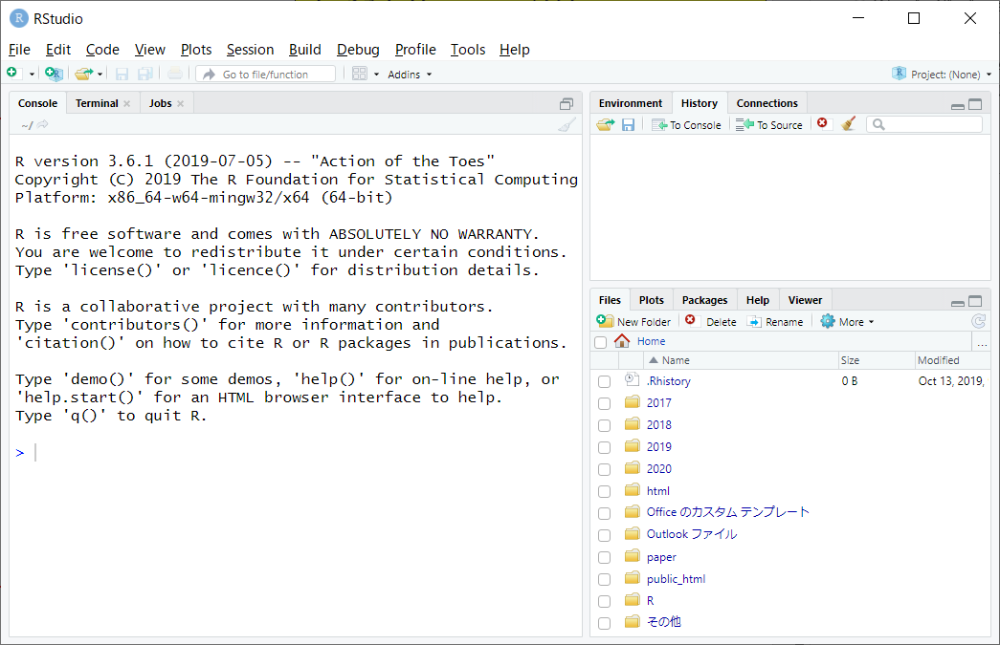 RStudio
File Edit Code View Plots Session Build Debug Profile Tools Help
Go to file/function Addins Project: (None)
Console Terminal Jobs
~/
R version 3.6.1 (2019-07-05) -- "Action of the Toes"
Copyright (C) 2019 The R Foundation for Statistical Computing
Platform: x86_64-w64-mingw32/x64 (64-bit)
R is free software and comes with ABSOLUTELY NO WARRANTY.
You are welcome to redistribute it under certain conditions.
Type 'license()' or 'licence()' for distribution details.
R is a collaborative project with many contributors.
Type 'contributors()' for more information and
'citation()' on how to cite R or R packages in publications.
Type 'demo()' for some demos, 'help()' for on-line help, or
'help.start()' for an HTML browser interface to help.
Type 'q()' to quit R.
>
Environment History Connections
To Console To Source
Files Plots Packages Help Viewer
New Folder Delete Rename More
Home ...
Name Size Modified
.Rhistory 0 B Oct 13, 2019,
2017
2018
2019
2020
html
Office のカスタム テンプレート
Outlook ファイル
paper
public_html
R
その他